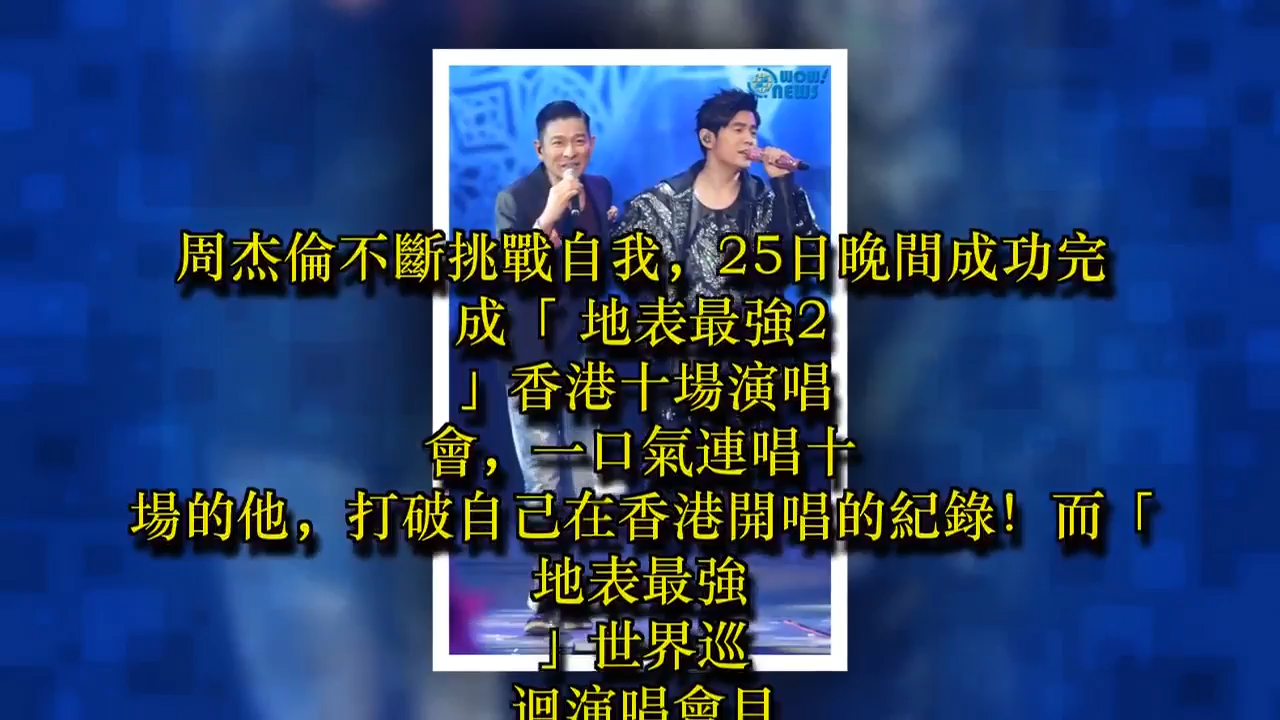 WOW!
NEWS
周杰倫不斷挑戰自我，25日晚間成功完
成「 地表最強2
」香港十場演唱
會，一口氣連唱十
場的他，打破自己在香港開唱的紀錄！而「
地表最強
」世界巡
迴演唱會目